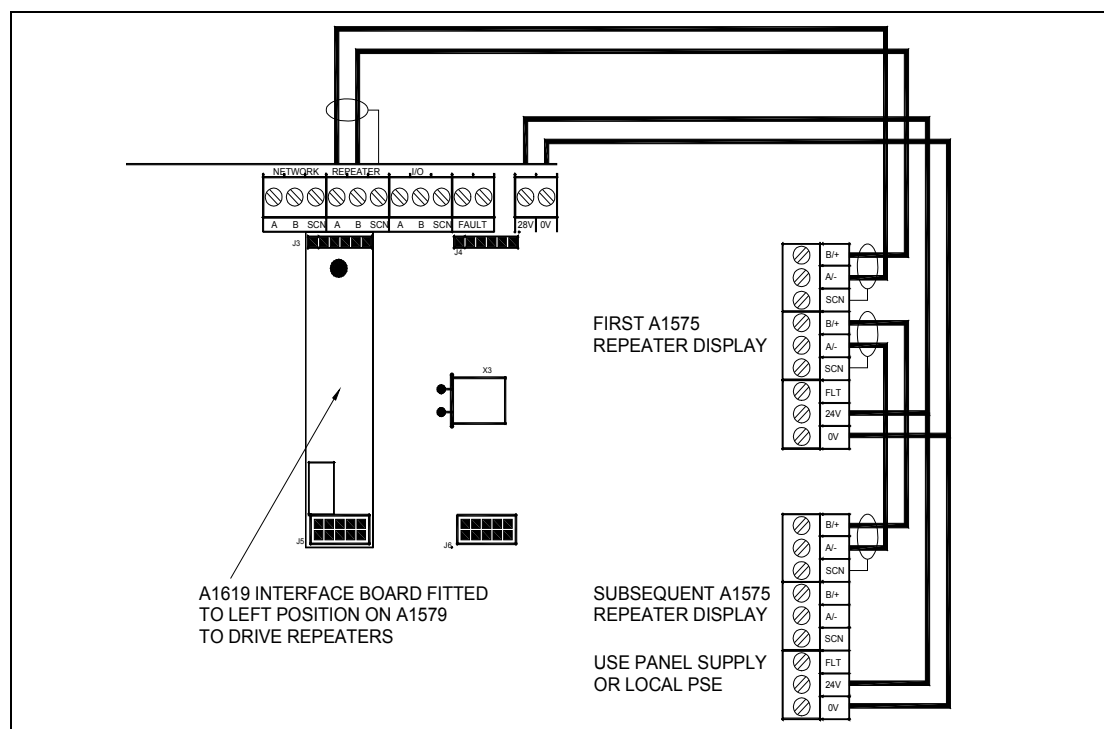 NETWORK REPEATER I/O
A B SCN A B SCN A B SCN FAULT 28V 0V
J3
J4
X3
J5
J6
A1619 INTERFACE BOARD FITTED
TO LEFT POSITION ON A1579
TO DRIVE REPEATERS
FIRST A1575
REPEATER DISPLAY
B/+
A/-
SCN
B/+
A/-
SCN
FLT
24V
0V
SUBSEQUENT A1575
REPEATER DISPLAY
USE PANEL SUPPLY
OR LOCAL PSE
B/+
A/-
SCN
B/+
A/-
SCN
FLT
24V
0V